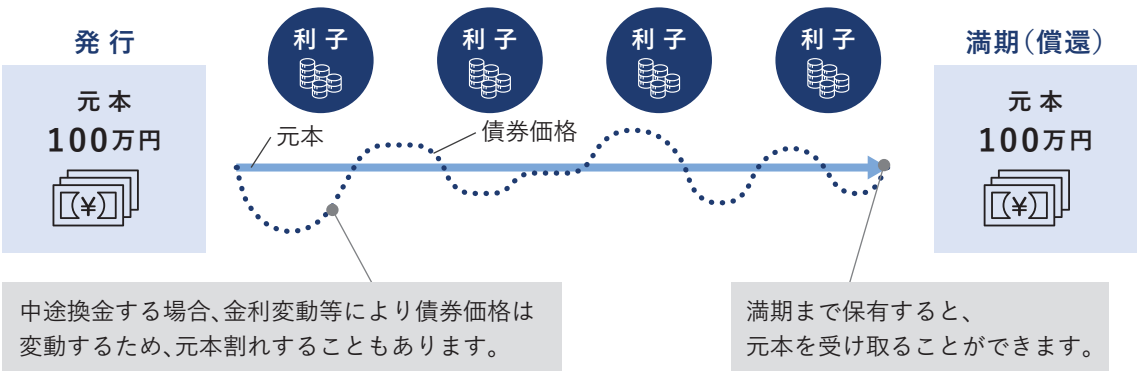 発行
利子
利子
利子
利子
満期（償還）
元本
100万円
元本
債券価格
元本
100万円
中途換金する場合、金利変動等により債券価格は
変動するため、元本割れすることもあります。
満期まで保有すると、
元本を受け取ることができます。